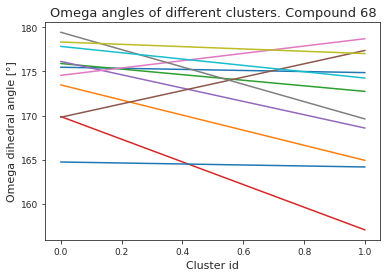 Omega angles of different clusters. Compound 68
Omega dihedral angle [°]
180
175
170
165
160
0.0 0.2 0.4 0.6 0.8 1.0
Cluster id